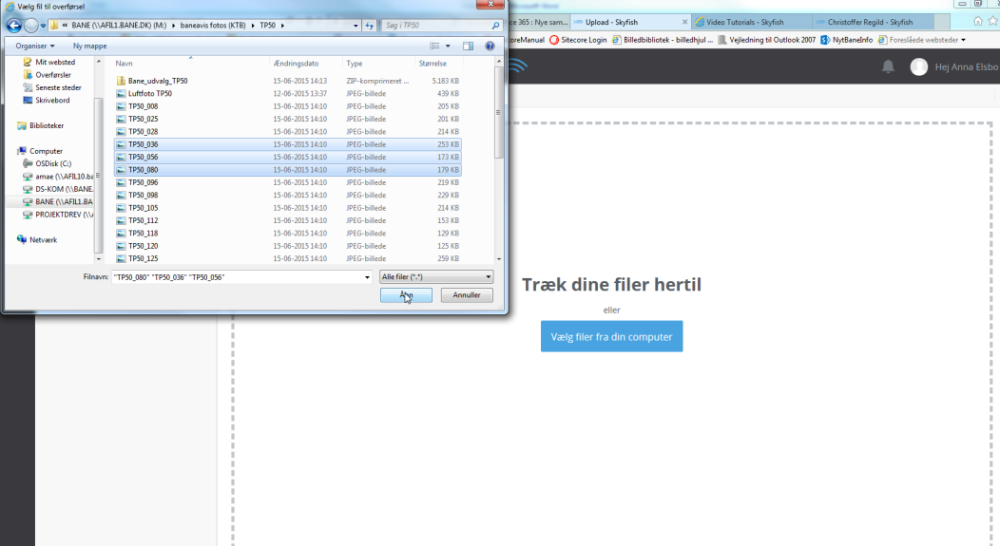 Vælg fil til overførsel
« BANE (\\AFIL1.BANE.DK) (M:) ▸ baneavis fotos (KTB) ▸ TP50 ▸
Søg i TP50
Organiser
Ny mappe
Mit websted
Overførsler
Seneste steder
Skrivebord
Biblioteker
Computer
OSDisk (C:)
amae (\\AFIL10.ba
DS-KOM (\\BANE.
BANE (\\AFIL1.BA
PROJEKTDREV (\\
Netværk
Navn Ændringsdato Type Størrelse
Bane_udvalg_TP50 15-06-2015 14:13 ZIP-komprimeret ... 5.183 KB
Luftfoto TP50 12-06-2015 13:37 JPEG-billede 439 KB
TP50_008 15-06-2015 14:10 JPEG-billede 205 KB
TP50_025 15-06-2015 14:10 JPEG-billede 201 KB
TP50_028 15-06-2015 14:10 JPEG-billede 214 KB
TP50_036 15-06-2015 14:10 JPEG-billede 253 KB
TP50_056 15-06-2015 14:10 JPEG-billede 173 KB
TP50_080 15-06-2015 14:10 JPEG-billede 179 KB
TP50_096 15-06-2015 14:10 JPEG-billede 219 KB
TP50_098 15-06-2015 14:10 JPEG-billede 229 KB
TP50_105 15-06-2015 14:10 JPEG-billede 214 KB
TP50_112 15-06-2015 14:10 JPEG-billede 153 KB
TP50_118 15-06-2015 14:10 JPEG-billede 129 KB
TP50_120 15-06-2015 14:10 JPEG-billede 125 KB
TP50_125 15-06-2015 14:10 JPEG-billede 259 KB
Filnavn: "TP50_080" "TP50_036" "TP50_056"
Alle filer (*.*)
Annuller
ice 365 : Nye sam... Upload - Skyfish Video Tutorials - Skyfish Christoffer Regild - Skyfish
oreManual Sitecore Login Billedbibliotek - billedhjul ... Vejledning til Outlook 2007 NytBaneInfo Foreslåede websteder
Hej Anna Elsbo
Træk dine filer hertil
eller
Vælg filer fra din computer